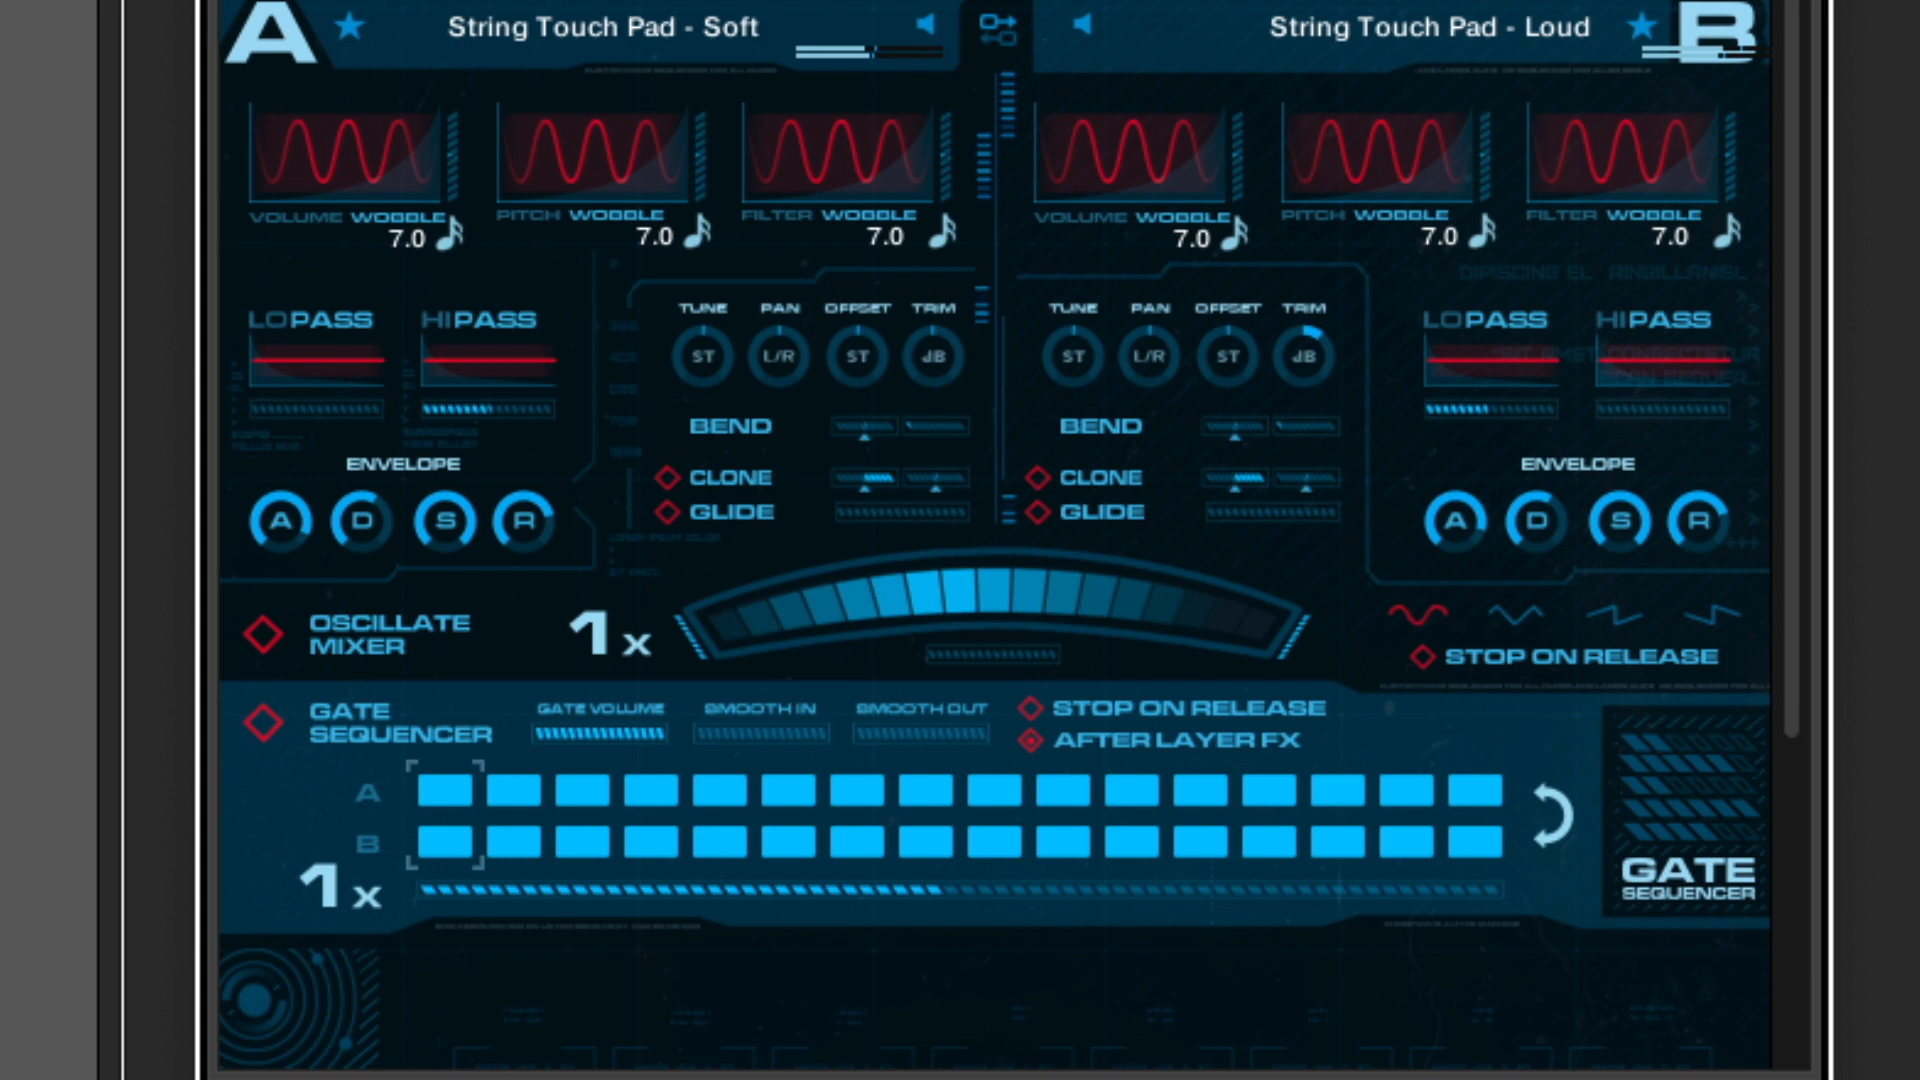 A
String Touch Pad - Soft
String Touch Pad - Loud
B
VOLUME WOBBLE
7.0
PITCH WOBBLE
7.0
FILTER WOBBLE
7.0
VOLUME WOBBLE
7.0
PITCH WOBBLE
7.0
FILTER WOBBLE
7.0
LOPASS
HIPASS
TUNE PAN OFFSET TRIM
ST L/R ST dB
TUNE PAN OFFSET TRIM
ST L/R ST dB
LOPASS
HIPASS
BEND
CLONE
GLIDE
BEND
CLONE
GLIDE
ENVELOPE
A D S R
ENVELOPE
A D S R
OSCILLATE
MIXER
1x
STOP ON RELEASE
GATE
SEQUENCER
GATE VOLUME
SMOOTH IN
SMOOTH OUT
STOP ON RELEASE
AFTER LAYER FX
A
B
1x
GATE
SEQUENCER